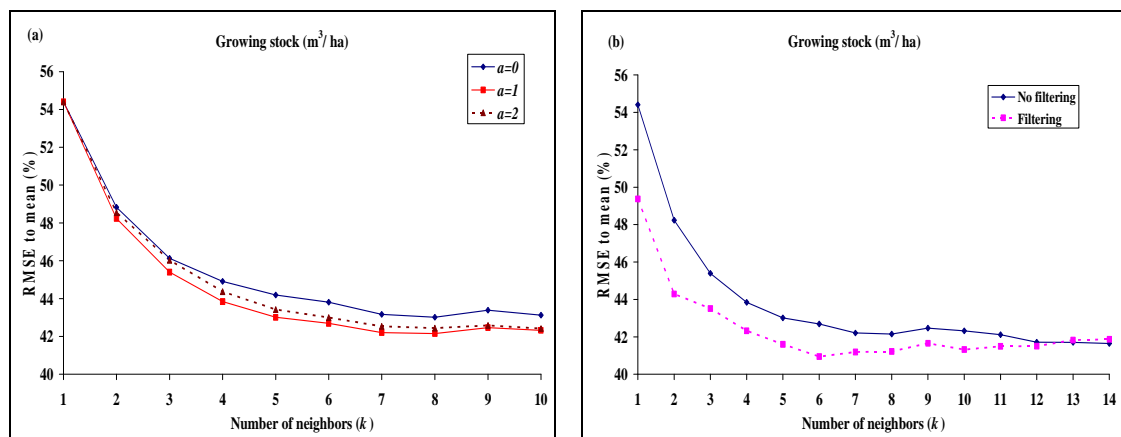 (a)
Growing stock (m³/ ha)
a=0
a=1
a=2
RMSE to mean (%)
56
54
52
50
48
46
44
42
40
1 2 3 4 5 6 7 8 9 10
Number of neighbors (k)
(b)
Growing stock (m³/ ha)
No filtering
Filtering
RMSE to mean (%)
56
54
52
50
48
46
44
42
40
1 2 3 4 5 6 7 8 9 10 11 12 13 14
Number of neighbors (k)